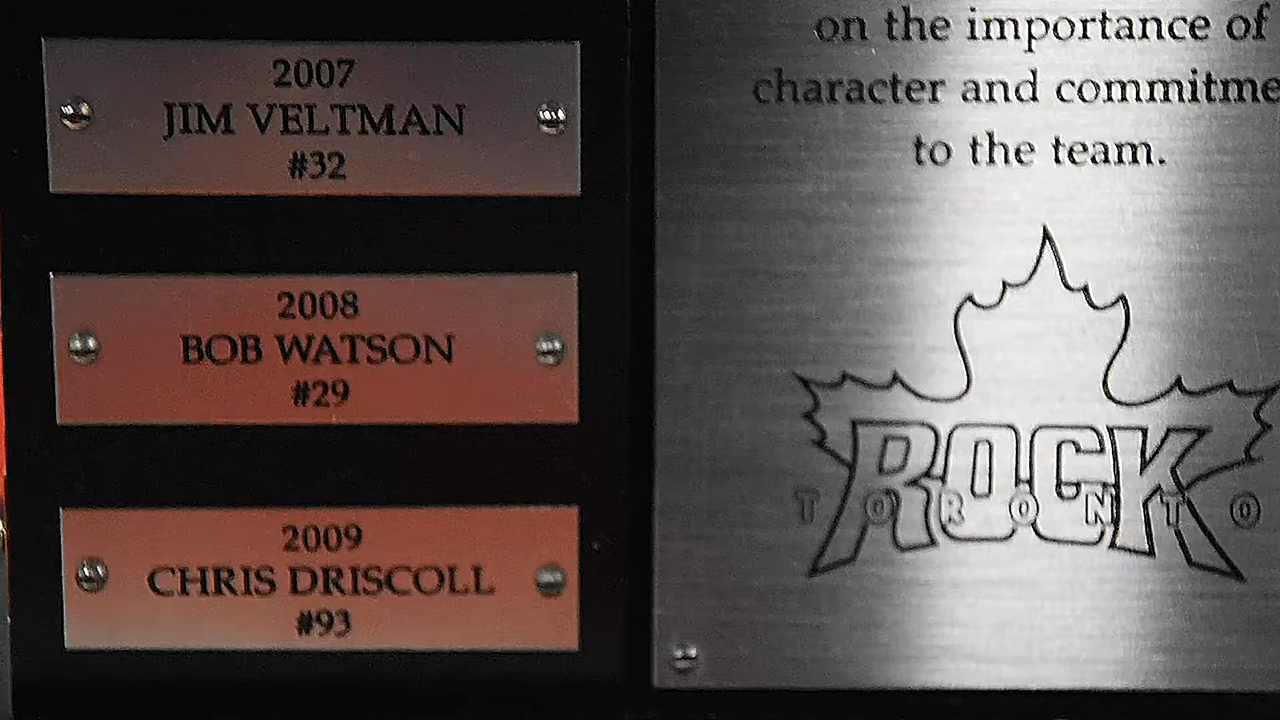 2007
JIM VELTMAN
#32
2008
BOB WATSON
#29
2009
CHRIS DRISCOLL
#93
on the importance of
character and commitme
to the team.
ROCK
TORONTO